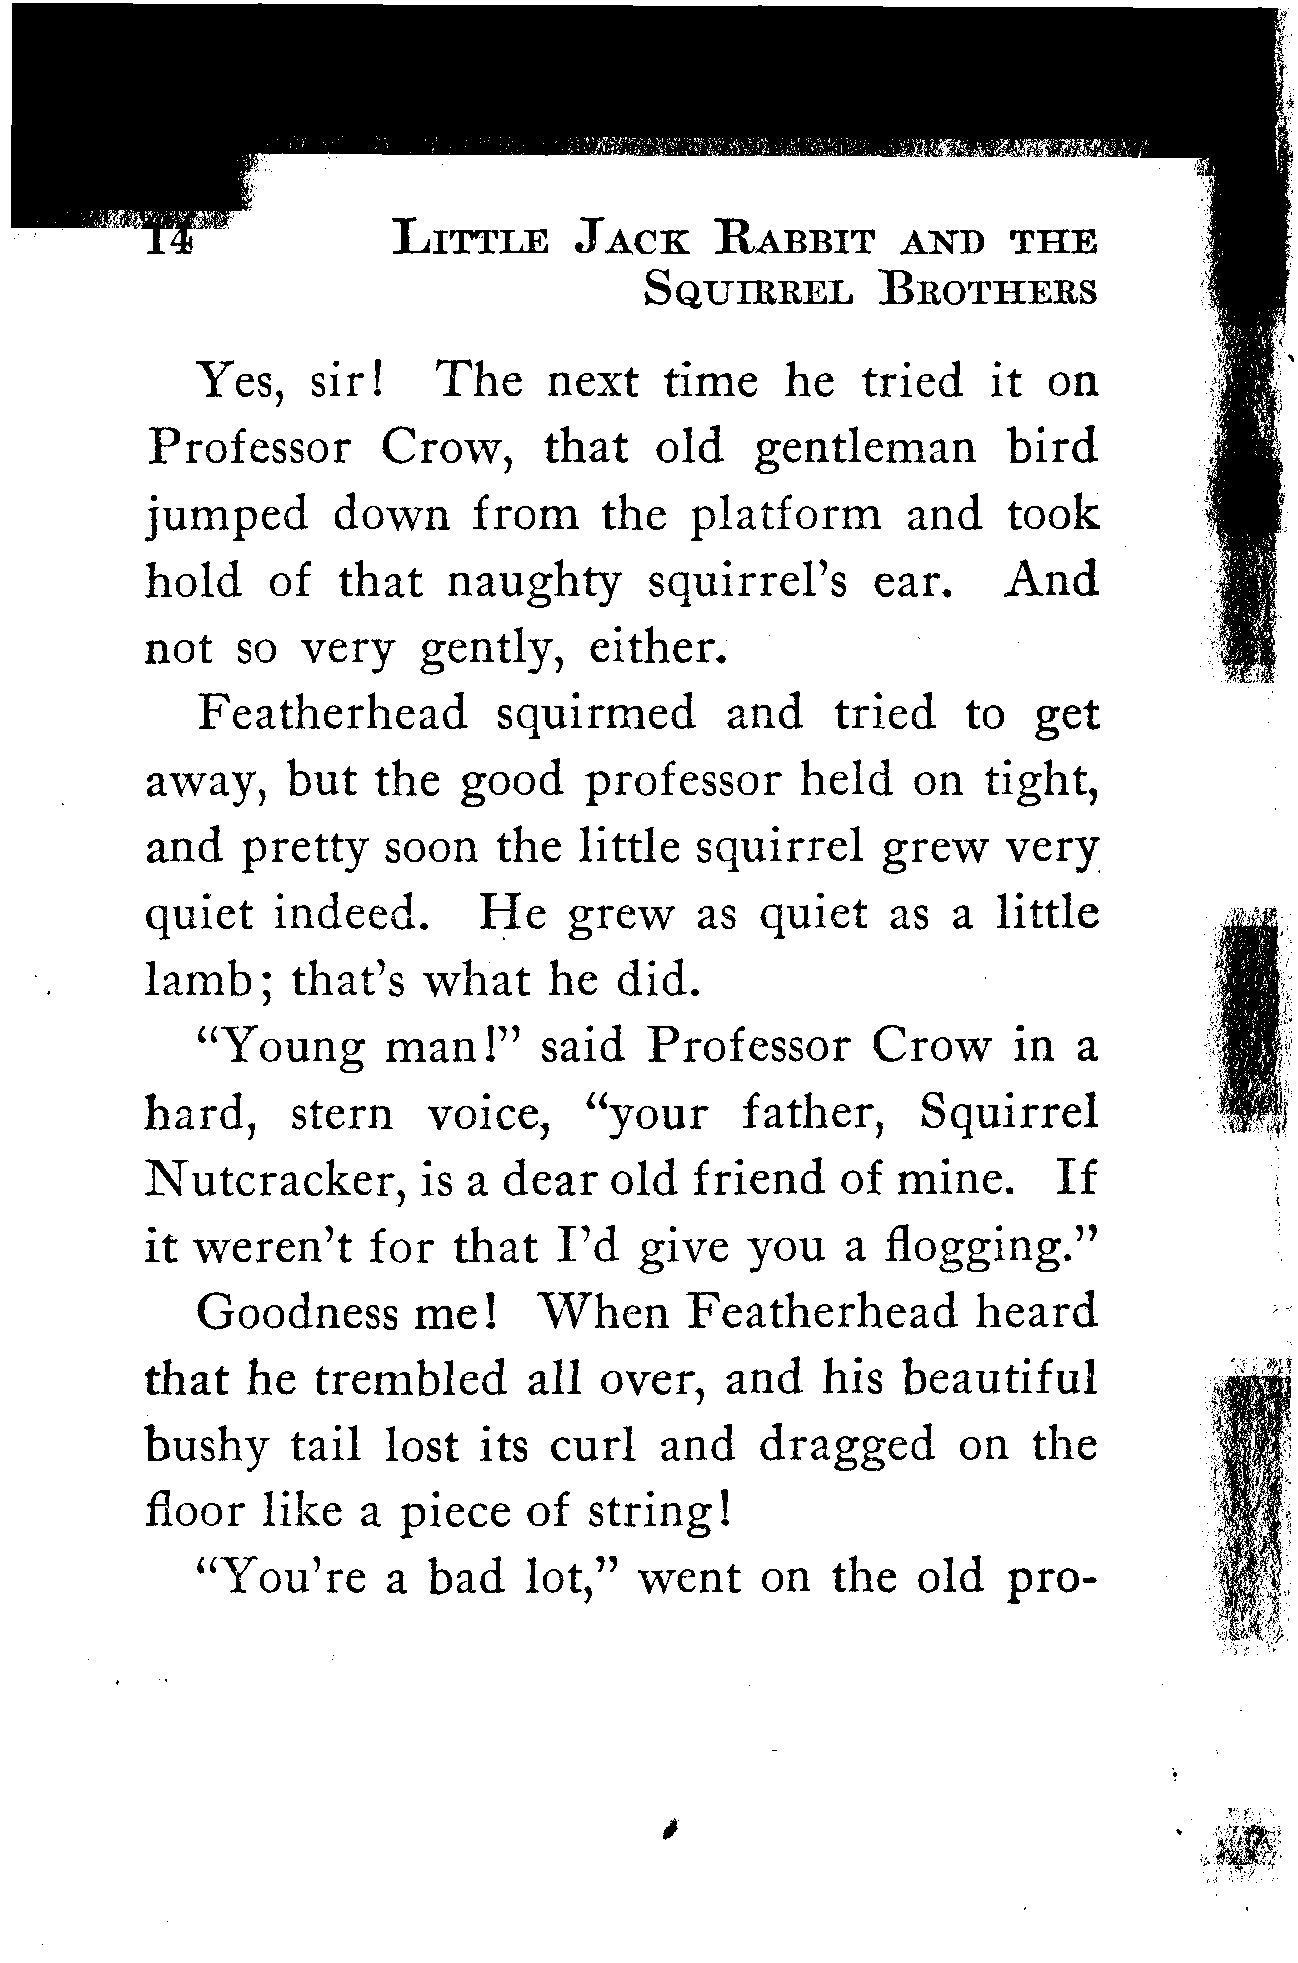 14 Little Jack Rabbit and the
Squirrel Brothers
Yes, sir! The next time he tried it on
Professor Crow, that old gentleman bird
jumped down from the platform and took
hold of that naughty squirrel's ear. And
not so very gently, either.
Featherhead squirmed and tried to get
away, but the good professor held on tight,
and pretty soon the little squirrel grew very
quiet indeed. He grew as quiet as a little
lamb; that's what he did.
"Young man!" said Professor Crow in a
hard, stern voice, "your father, Squirrel
Nutcracker, is a dear old friend of mine. If
it weren't for that I'd give you a flogging."
Goodness me! When Featherhead heard
that he trembled all over, and his beautiful
bushy tail lost its curl and dragged on the
floor like a piece of string!
"You're a bad lot," went on the old pro-